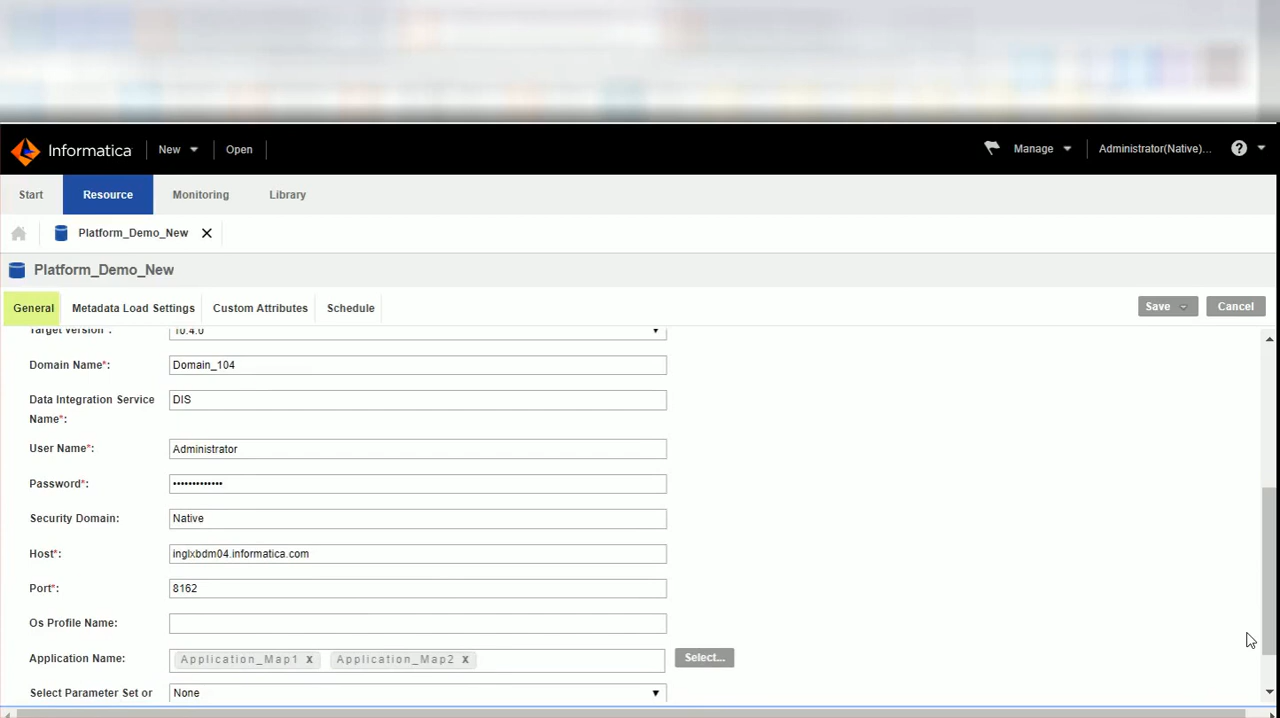 Informatica New Open Manage Administrator(Native)... ?
Start Resource Monitoring Library
Platform_Demo_New X
Platform_Demo_New
General Metadata Load Settings Custom Attributes Schedule Save Cancel
Target Version*: 10.4.0
Domain Name*: Domain_104
Data Integration Service DIS
Name*:
User Name*: Administrator
Password*: •••••••••••••
Security Domain: Native
Host*: inglxbdm04.informatica.com
Port*: 8162
Os Profile Name:
Application Name: Application_Map1 x Application_Map2 x Select...
Select Parameter Set or None